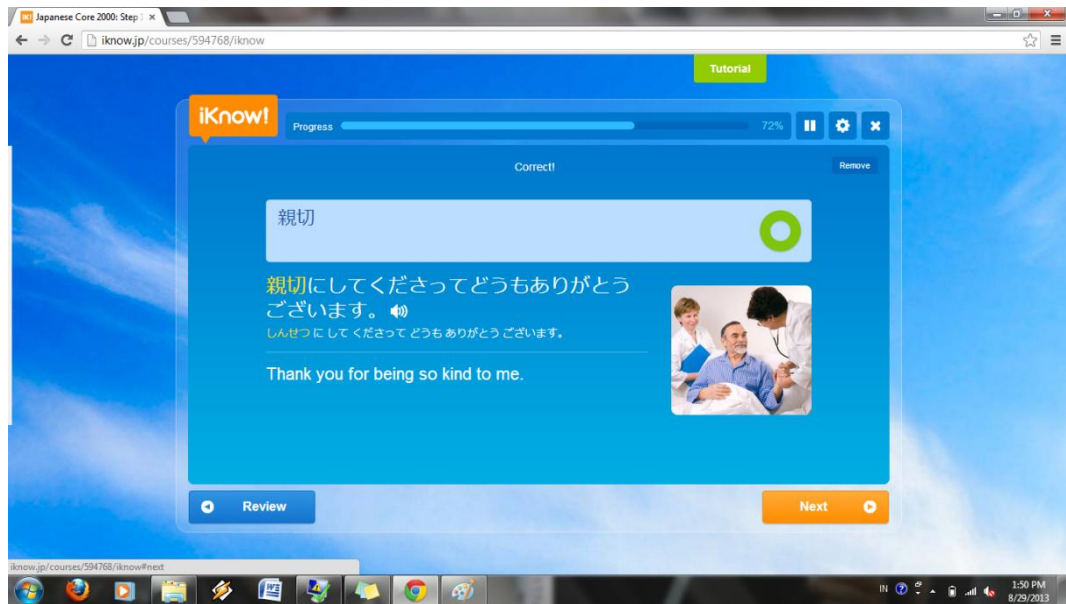 Japanese Core 2000: Step
iknow.jp/courses/594768/iknow
Tutorial
iKnow!
Progress
72%
Correct!
Remove
親切
親切にしてくださってどうもありがとう
ございます。
しんせつ に して くださって どうも ありがとう ございます。
Thank you for being so kind to me.
Review
Next
iknow.jp/courses/594768/iknow#next
IN
1:50 PM
8/29/2013